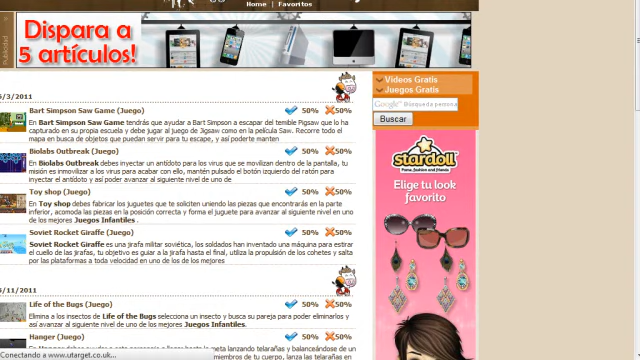 Home | Favoritos
Publicidad
Dispara a
5 artículos!
Videos Gratis
Juegos Gratis
Google Búsqueda persona
Buscar
5/3/2011
Bart Simpson Saw Game (Juego) 50% 50%
En Bart Simpson Saw Game tendrás que ayudar a Bart Simpson a escapar del temible Pigsaw que lo ha
capturado en su propia escuela y debe jugar al juego de Jigsaw como en la película Saw. Recorre todo el
mapa en busca de objetos que puedan servir para tu escape, y así poderte manten
Biolabs Outbreak (Juego) 50% 50%
En Biolabs Outbreak debes inyectar un antídoto para los virus que se movilizan dentro de la pantalla, tu
misión es inmovilizar a los virus para acabar con ello, mantén pulsado el botón izquierdo del ratón para
inyectar el antídoto y así poder avanzar al siguiente nivel de uno de
Toy shop (Juego) 50% 50%
En Toy shop debes fabricar los juguetes que te soliciten uniendo las piezas que encontrarás en la parte
inferior, acomoda las piezas en la posición correcta y forma el juguete para avanzar al siguiente nivel en uno
de los mejores Juegos Infantiles .
Soviet Rocket Giraffe (Juego) 50% 50%
Soviet Rocket Giraffe es una jirafa militar soviética, los soldados han inventado una máquina para estirar
el cuello de las jirafas, tu objetivo es guiar a la jirafa hasta el final, utiliza la propulsión de los cohetes y salta
por las plataformas a toda velocidad en uno de los de los mejores
5/11/2011
Life of the Bugs (Juego) 50% 50%
Elimina a los insectos de Life of the Bugs selecciona un insecto y busca su pareja para poder eliminarlos y
así avanzar al siguiente nivel de uno de los mejores Juegos Infantiles.
Hanger (Juego) 50% 50%
lanzando telarañas y balanceándote de un
miembros de tu cuerpo, lanza las telarañas en
Conectando a www.utarget.co.uk...
stardoll
Fame, fashion and friends
Elige tu look
favorito